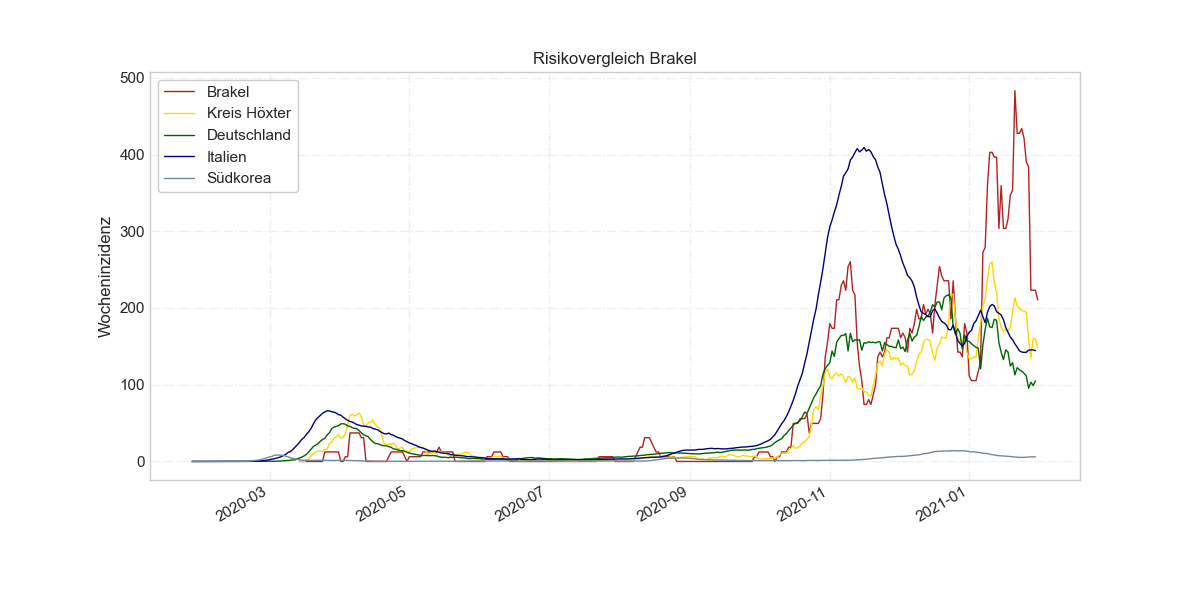 Risikovergleich Brakel
Wocheninzidenz
500
400
300
200
100
0
Brakel
Kreis Höxter
Deutschland
Italien
Südkorea
2020-03
2020-05
2020-07
2020-09
2020-11
2021-01